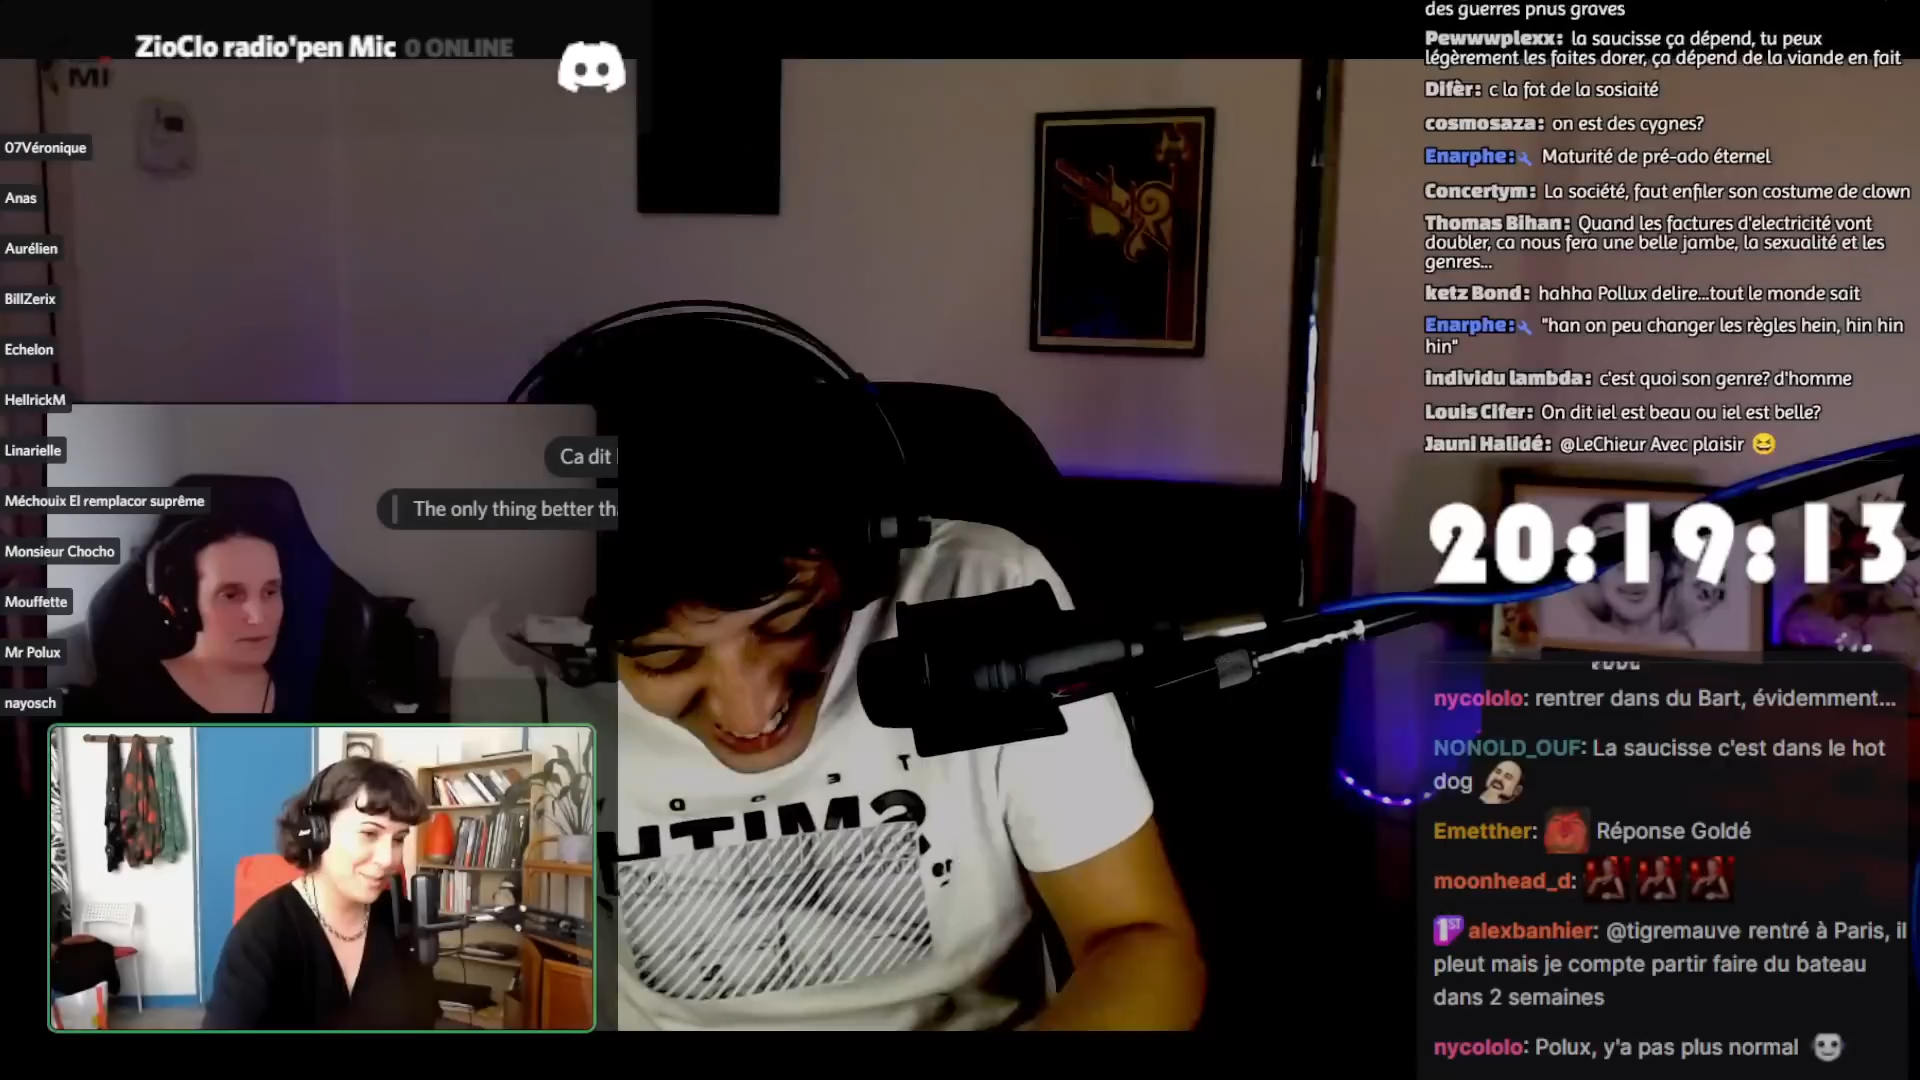 ZioClo radio'pen Mic 0 ONLINE
MI
07Véronique
Anas
Aurélien
BillZerix
Echelon
HellrickM
Linarielle
Méchouix El remplacor suprême
Monsieur Chocho
Mouffette
Mr Polux
nayosch
Ca dit
The only thing better th
SMITH
des guerres pnus graves
Pewwwplexx: la saucisse ça dépend, tu peux
légèrement les faites dorer, ça dépend de la viande en fait
Difèr: c la fot de la sosiaité
cosmosaza: on est des cygnes?
Enarphe: Maturité de pré-ado éternel
Concertym: La société, faut enfiler son costume de clown
Thomas Bihan: Quand les factures d'electricité vont
doubler, ca nous fera une belle jambe, la sexualité et les
genres...
ketz Bond: hahha Pollux delire...tout le monde sait
Enarphe: "han on peu changer les règles hein, hin hin
hin"
individu lambda: c'est quoi son genre? d'homme
Louis Cifer: On dit iel est beau ou iel est belle?
Jauni Halidé: @LeChieur Avec plaisir 😆
20:19:13
nycololo: rentrer dans du Bart, évidemment...
NONOLD_OUF: La saucisse c'est dans le hot
dog
Emetther: Réponse Goldé
moonhead_d:
1ST alexbanhier: @tigremauve rentré à Paris, il
pleut mais je compte partir faire du bateau
dans 2 semaines
nycololo: Polux, y'a pas plus normal